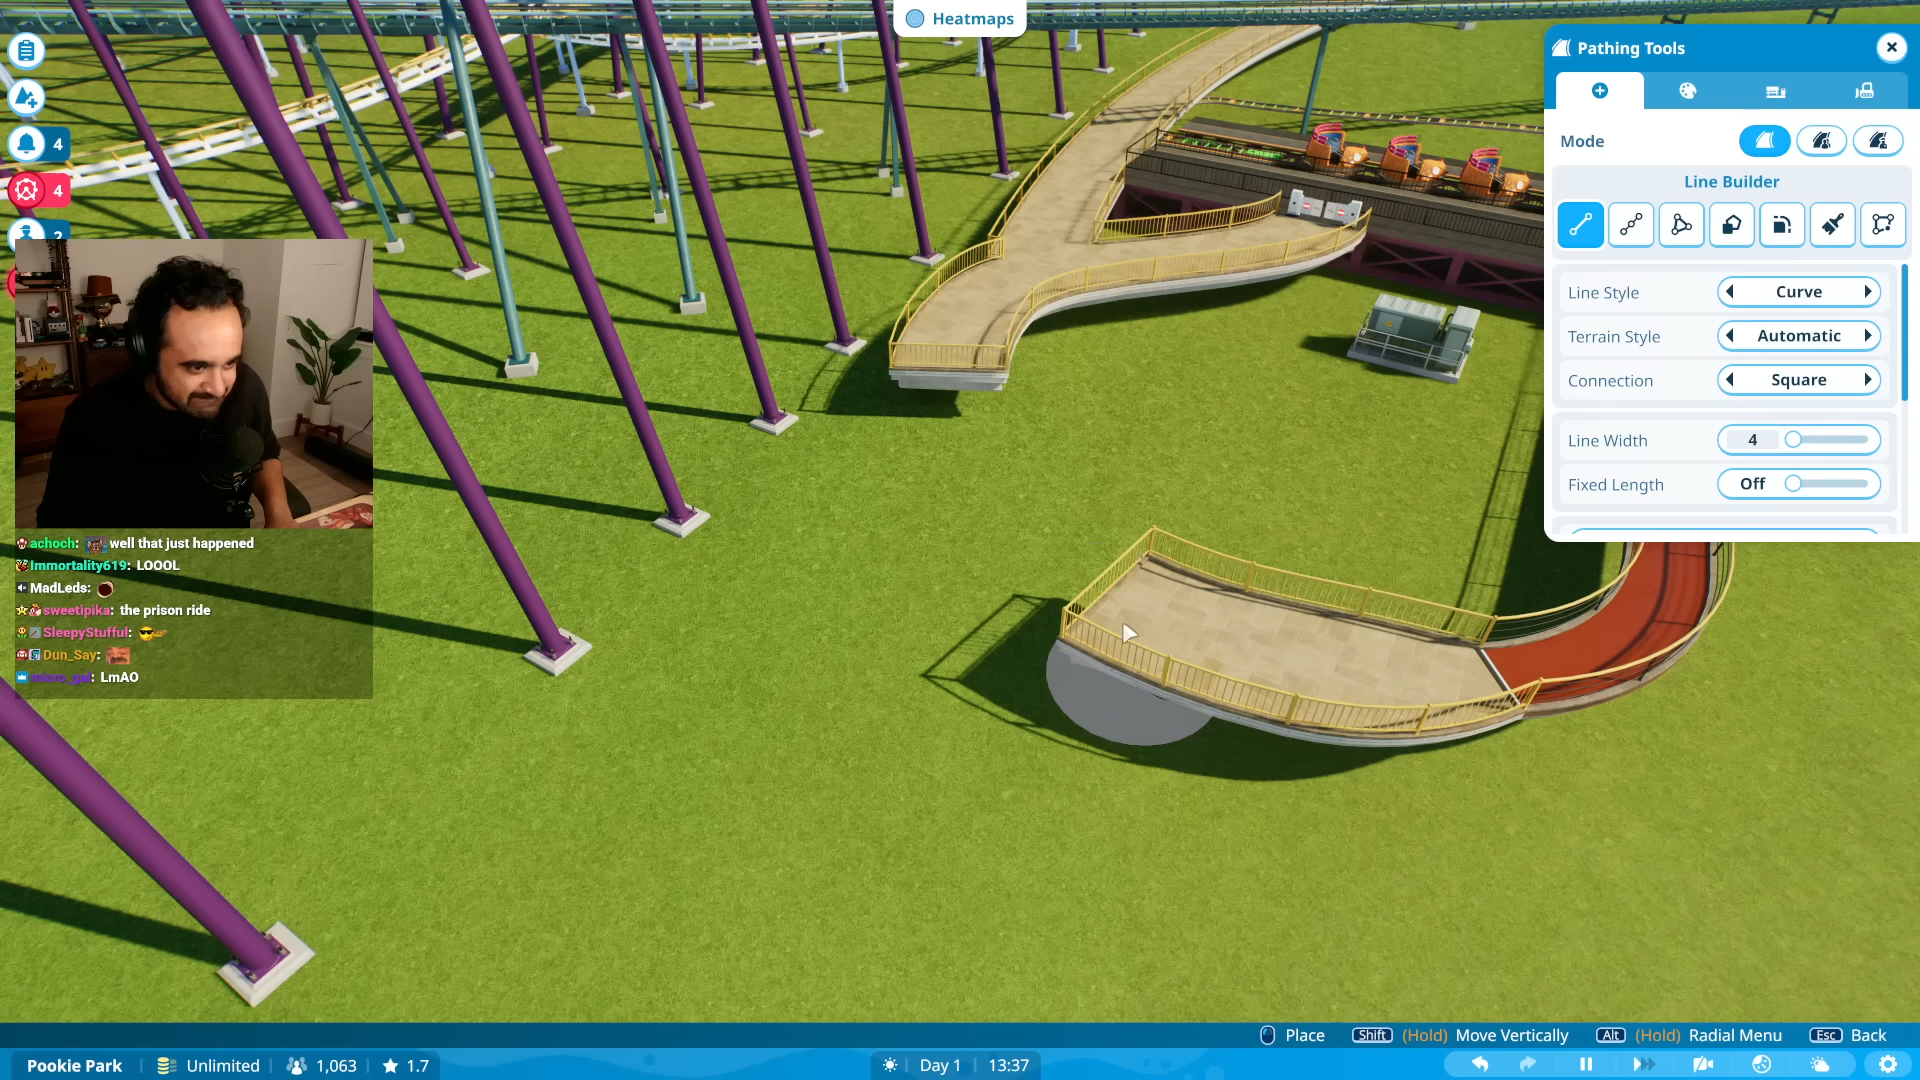 Heatmaps
Pathing Tools
4
4
2
Mode
Line Builder
Line Style Curve
Terrain Style Automatic
Connection Square
Line Width 4
Fixed Length Off
achoch: well that just happened
Immortality619: LOOOL
MadLeds:
sweetipika: the prison ride
SleepyStufful:
Dun_Say:
micro_gal: LmAO
Place Shift (Hold) Move Vertically Alt (Hold) Radial Menu Esc Back
Pookie Park Unlimited 1,063 1.7 Day 1 13:37